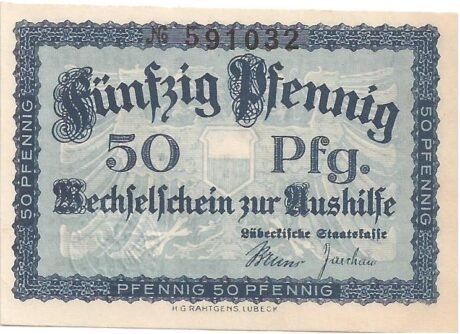 № 591032
Fünfzig Pfennig
50 Pfg.
Wechselschein zur Aushilfe
Lübeckische Staatskasse
50 PFENNIG
50 PFENNIG
PFENNIG 50 PFENNIG
H.G.RAHTGENS, LÜBECK